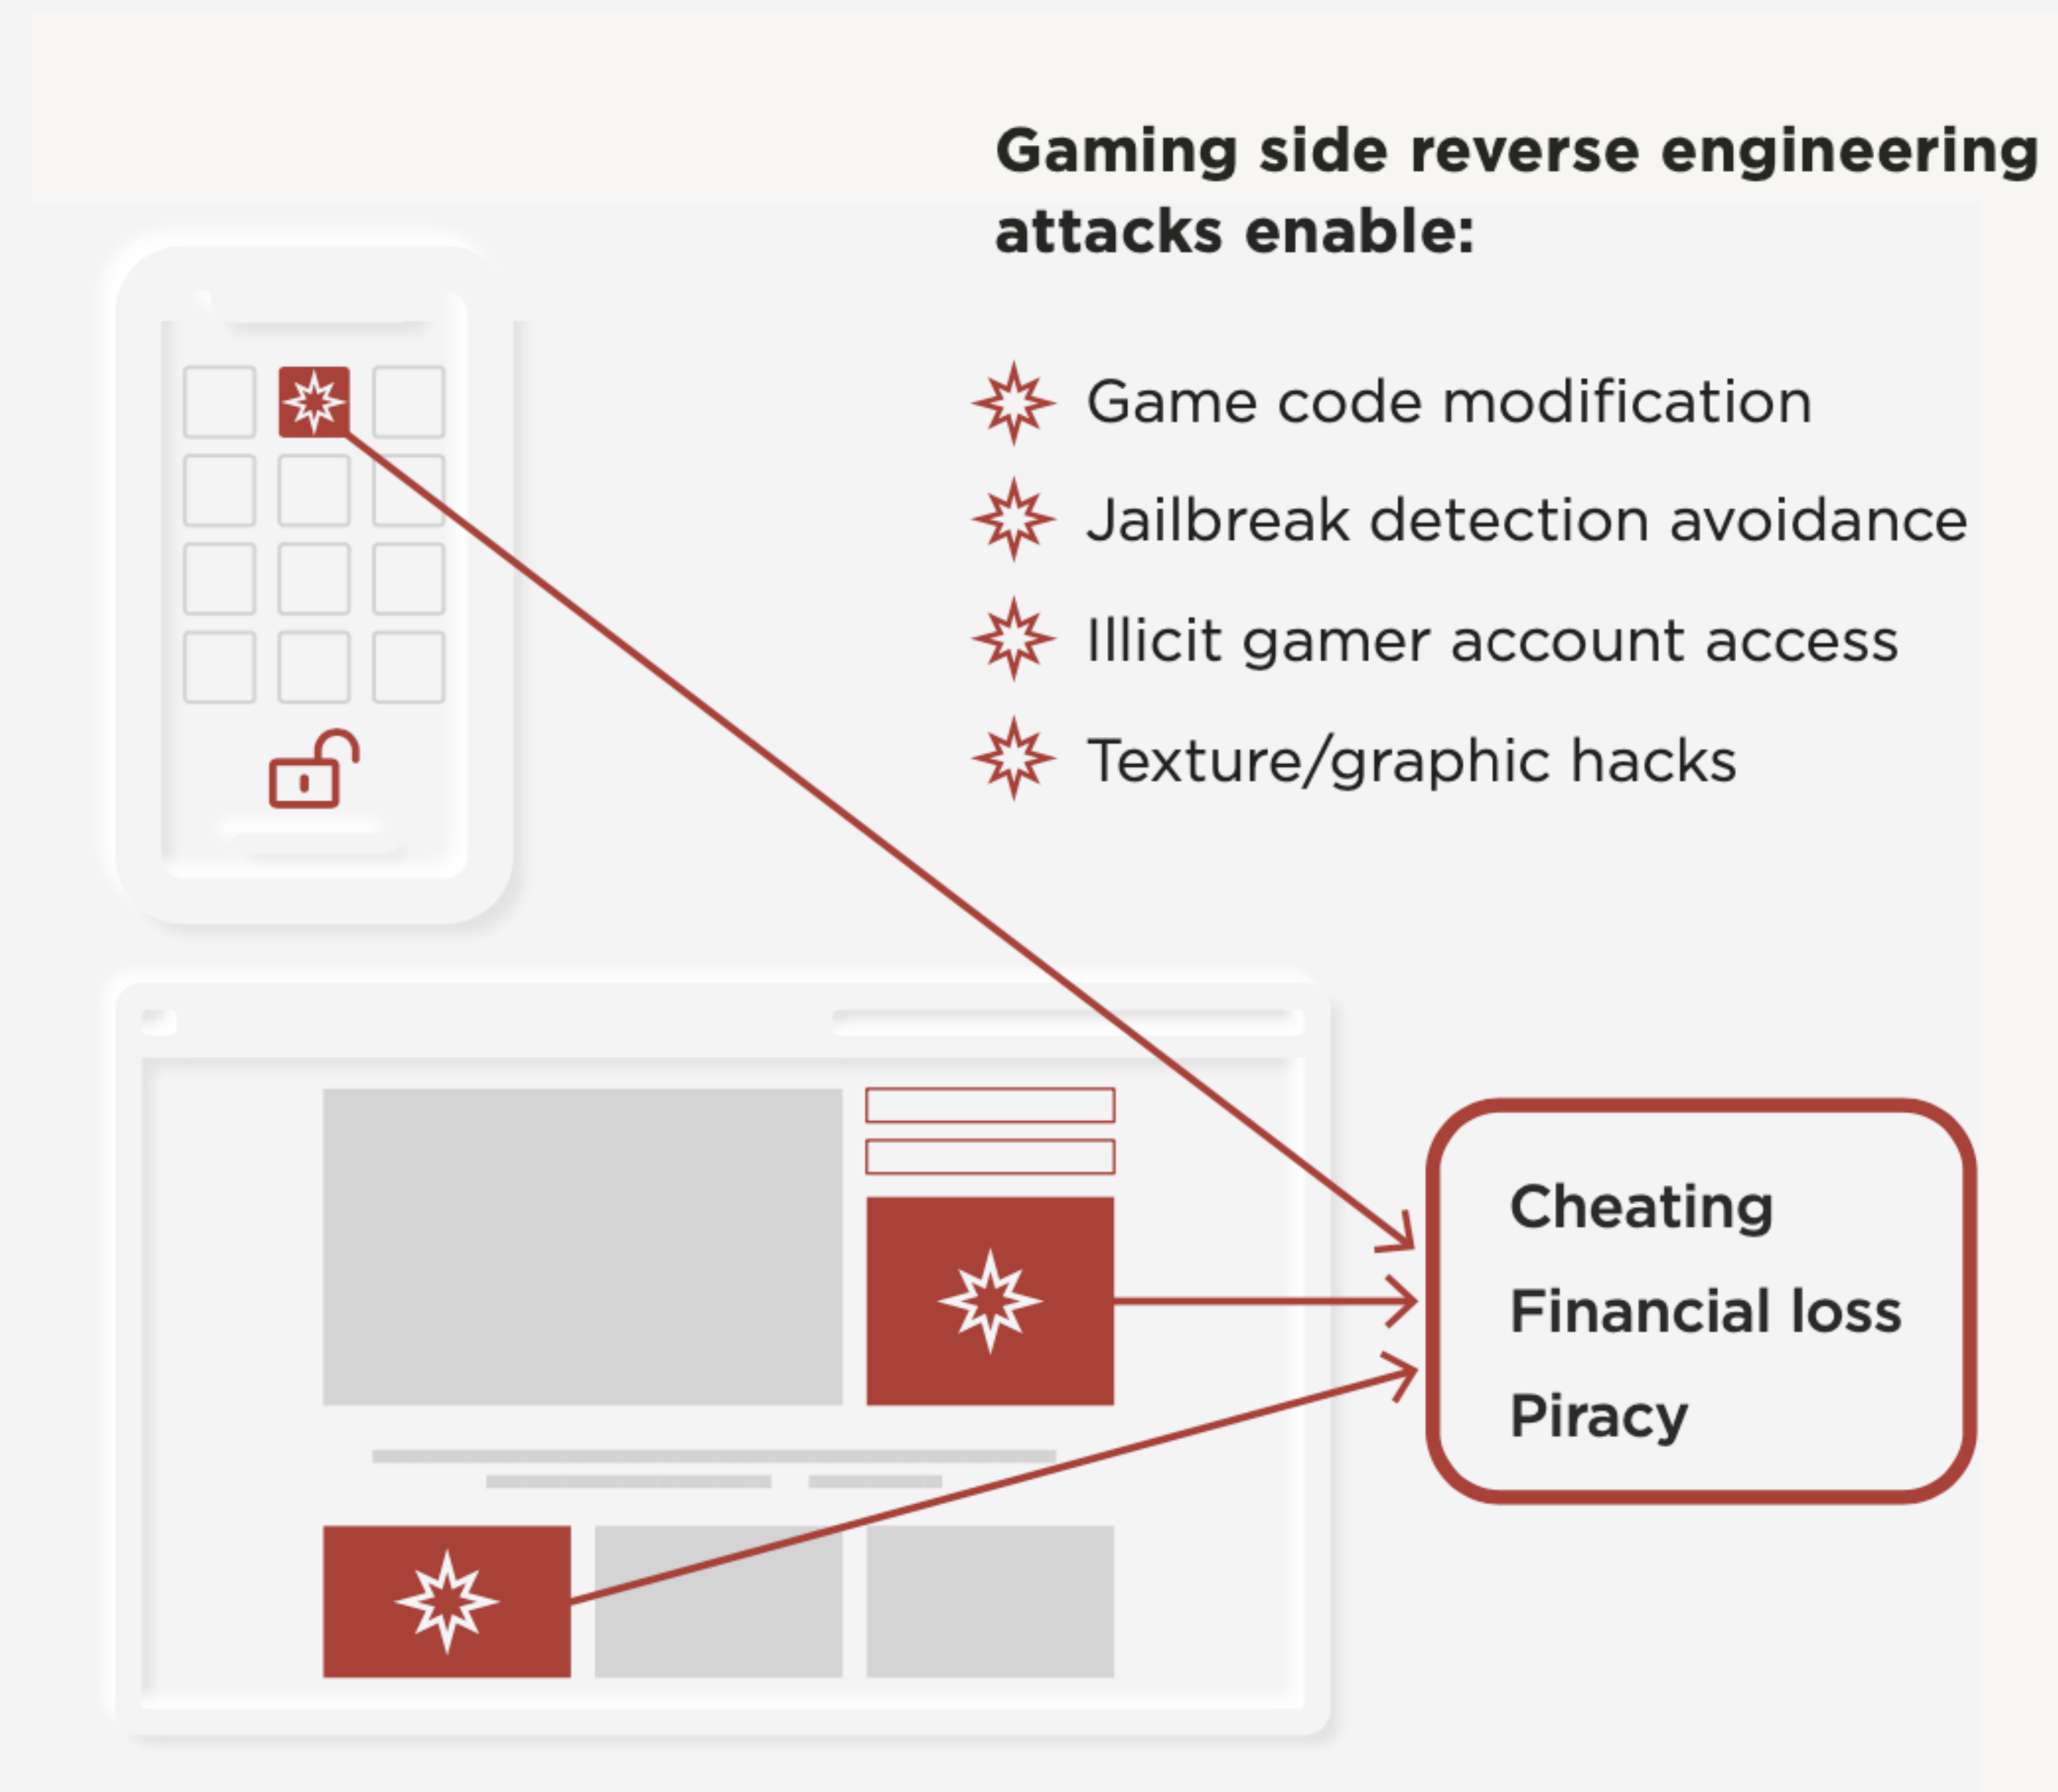 Gaming side reverse engineering
attacks enable:
Game code modification
Jailbreak detection avoidance
Illicit gamer account access
Texture/graphic hacks
Cheating
Financial loss
Piracy